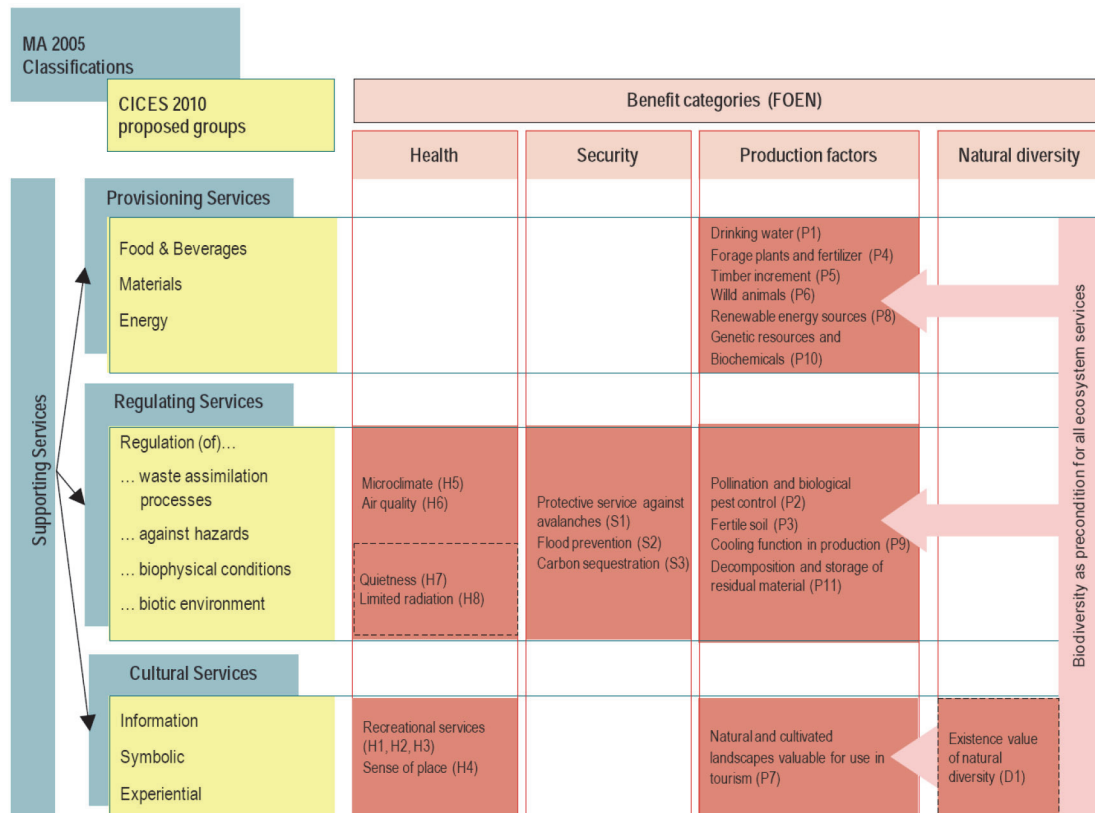 MA 2005
Classifications
CICES 2010
proposed groups
Benefit categories (FOEN)
Health
Security
Production factors
Natural diversity
Supporting Services
Provisioning Services
Food & Beverages
Materials
Energy
Drinking water (P1)
Forage plants and fertilizer (P4)
Timber increment (P5)
Willd animals (P6)
Renewable energy sources (P8)
Genetic resources and
Biochemicals (P10)
Regulating Services
Regulation (of)…
… waste assimilation
processes
… against hazards
… biophysical conditions
… biotic environment
Microclimate (H5)
Air quality (H6)
Quietness (H7)
Limited radiation (H8)
Protective service against
avalanches (S1)
Flood prevention (S2)
Carbon sequestration (S3)
Pollination and biological
pest control (P2)
Fertile soil (P3)
Cooling function in production (P9)
Decomposition and storage of
residual material (P11)
Cultural Services
Information
Symbolic
Experiential
Recreational services
(H1, H2, H3)
Sense of place (H4)
Natural and cultivated
landscapes valuable for use in
tourism (P7)
Existence value
of natural
diversity (D1)
Biodiversity as precondition for all ecosystem services